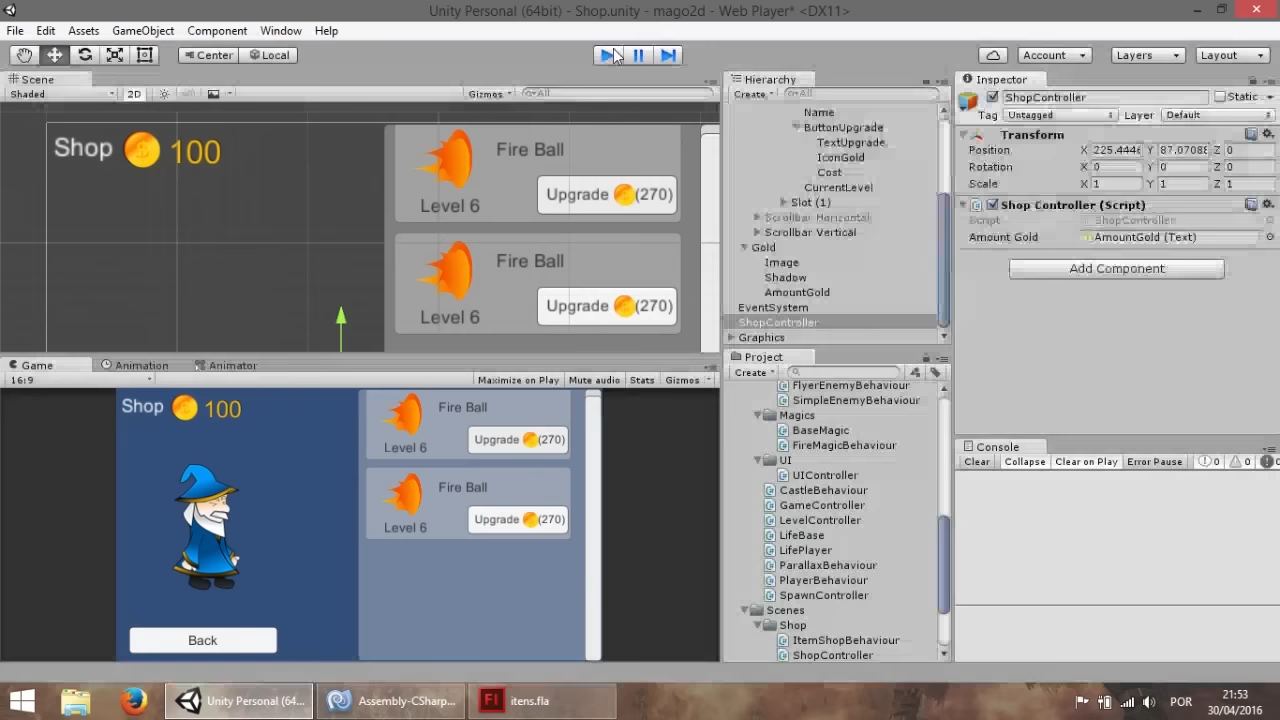 Unity Personal (64bit) - Shop.unity - mago2d - Web Player* <DX11>
File Edit Assets GameObject Component Window Help
Center Local Account Layers Layout
Scene
Shaded 2D Gizmos All
Shop 100
Fire Ball
Level 6 Upgrade (270)
Fire Ball
Level 6 Upgrade (270)
Game Animation Animator
16:9 Maximize on Play Mute audio Stats Gizmos
Shop 100
Fire Ball
Level 6 Upgrade (270)
Fire Ball
Level 6 Upgrade (270)
Back
Hierarchy
Create All
Name
ButtonUpgrade
TextUpgrade
IconGold
Cost
CurrentLevel
Slot (1)
Scrollbar Horizontal
Scrollbar Vertical
Gold
Image
Shadow
AmountGold
EventSystem
ShopController
Graphics
Project
Create
FlyerEnemyBehaviour
SimpleEnemyBehaviour
Magics
BaseMagic
FireMagicBehaviour
UI
UIController
CastleBehaviour
GameController
LevelController
LifeBase
LifePlayer
ParallaxBehaviour
PlayerBehaviour
SpawnController
Scenes
Shop
ItemShopBehaviour
ShopController
Inspector
ShopController Static
Tag Untagged Layer Default
Transform
Position X 225.444 Y 87.0708 Z 0
Rotation X 0 Y 0 Z 0
Scale X 1 Y 1 Z 1
Shop Controller (Script)
Script ShopController
Amount Gold AmountGold (Text)
Add Component
Console
Clear Collapse Clear on Play Error Pause 0 0 0
Unity Personal (64... Assembly-CSharp... itens.fla
POR 21:53
30/04/2016